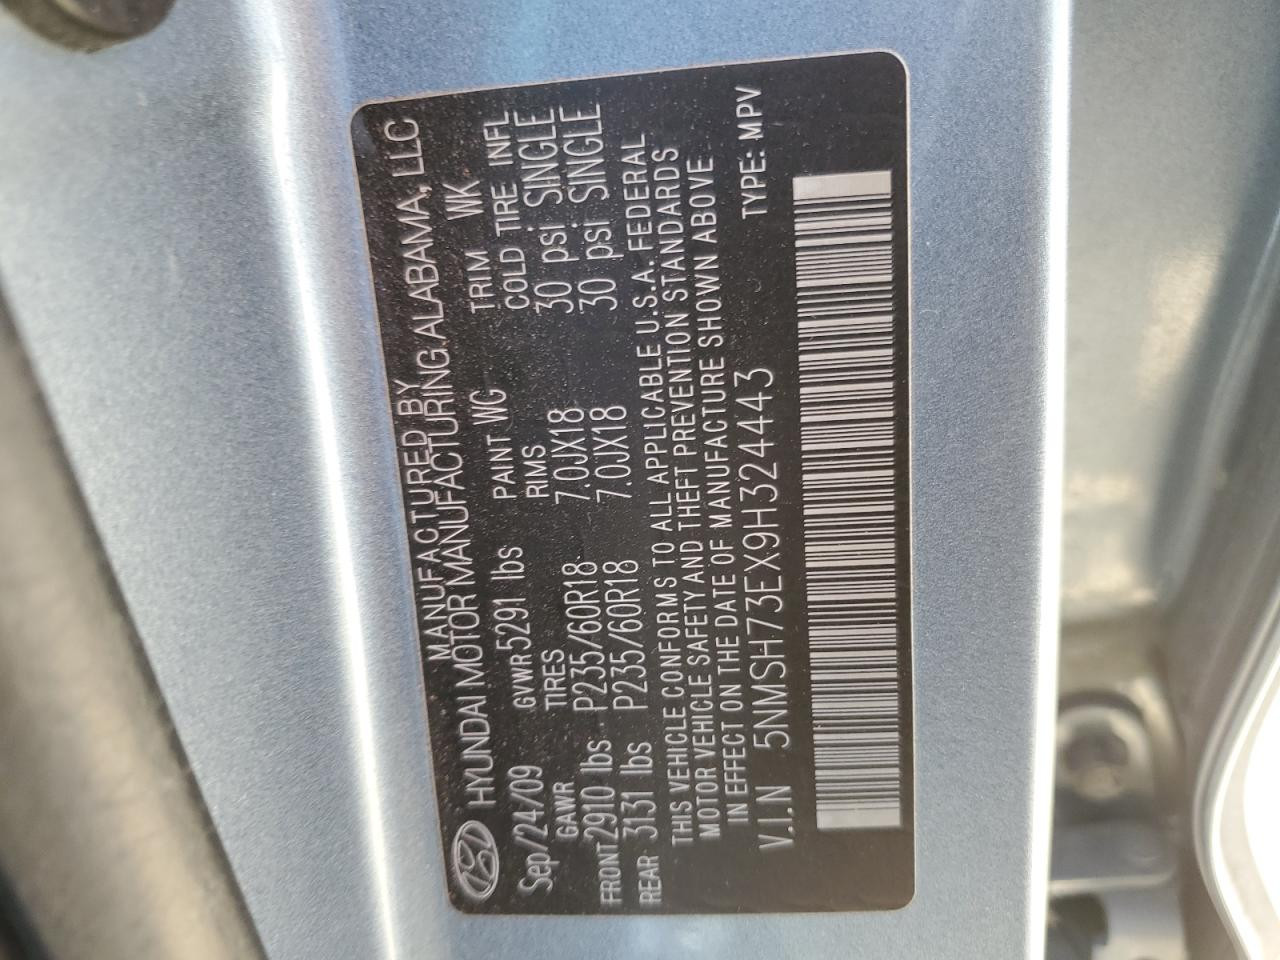 MANUFACTURED BY
HYUNDAI MOTOR MANUFACTURING.ALABAMA, LLC
Sep/24/09 GVWR 5291 lbs PAINT WG TRIM WK
GAWR TIRES RIMS COLD TIRE INFL
FRONT 2910 lbs P235/60R18 7.0JX18 30 psi SINGLE
REAR 3131 lbs P235/60R18 7.0JX18 30 psi SINGLE
THIS VEHICLE CONFORMS TO ALL APPLICABLE U.S.A. FEDERAL
MOTOR VEHICLE SAFETY AND THEFT PREVENTION STANDARDS
IN EFFECT ON THE DATE OF MANUFACTURE SHOWN ABOVE
V.I.N 5NMSH73EX9H324443 TYPE: MPV